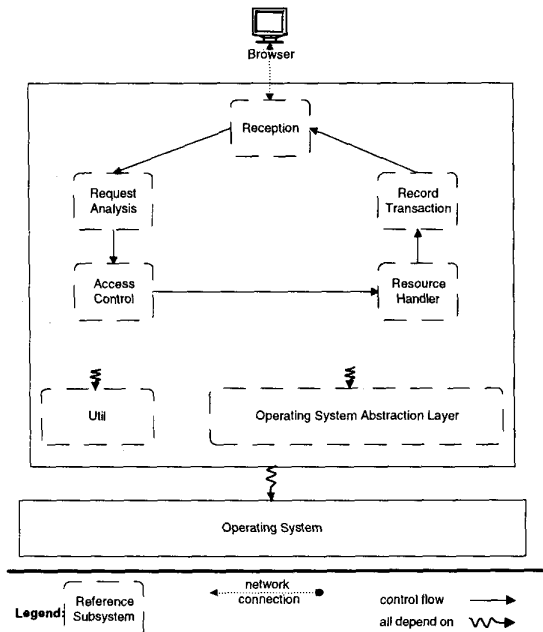 Browser
Reception
Request
Analysis
Record
Transaction
Access
Control
Resource
Handler
Util
Operating System Abstraction Layer
Operating System
Legend:
Reference
Subsystem
network
connection
control flow
all depend on